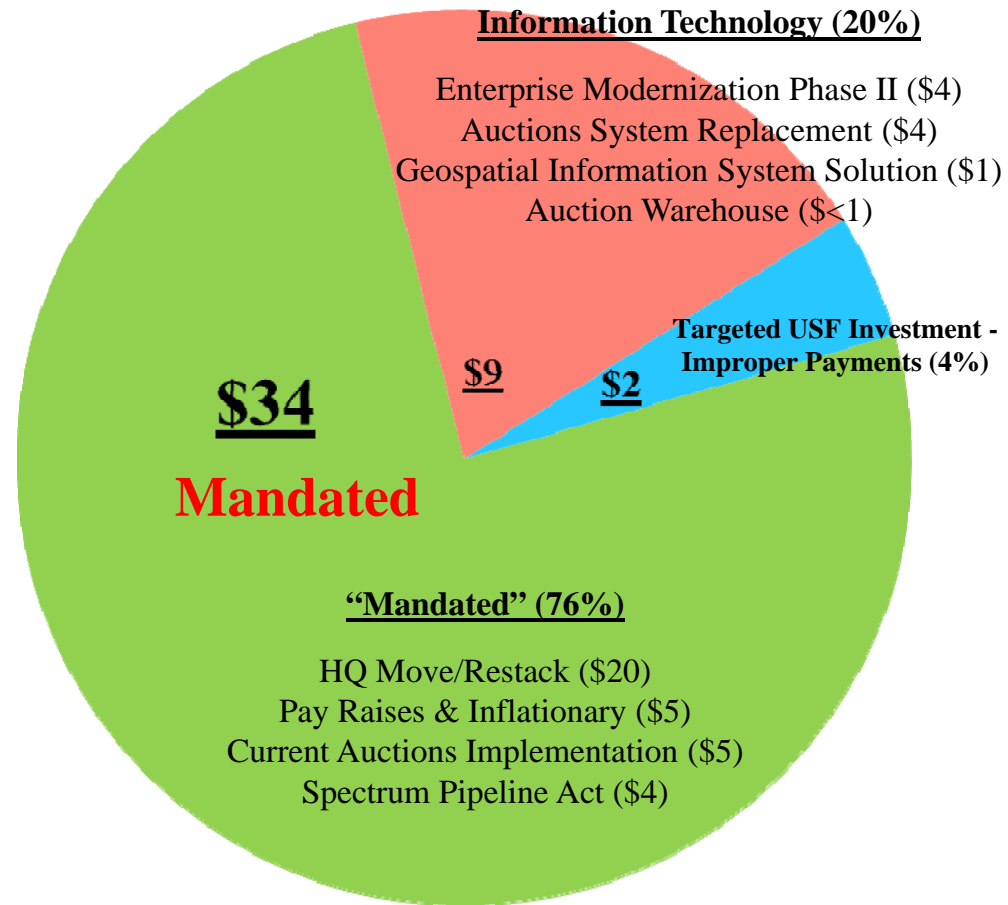 Information Technology (20%)
Enterprise Modernization Phase II ($4)
Auctions System Replacement ($4)
Geospatial Information System Solution ($1)
Auction Warehouse ($<1)
Targeted USF Investment -
Improper Payments (4%)
$9
$2
$34
Mandated
“Mandated” (76%)
HQ Move/Restack ($20)
Pay Raises & Inflationary ($5)
Current Auctions Implementation ($5)
Spectrum Pipeline Act ($4)